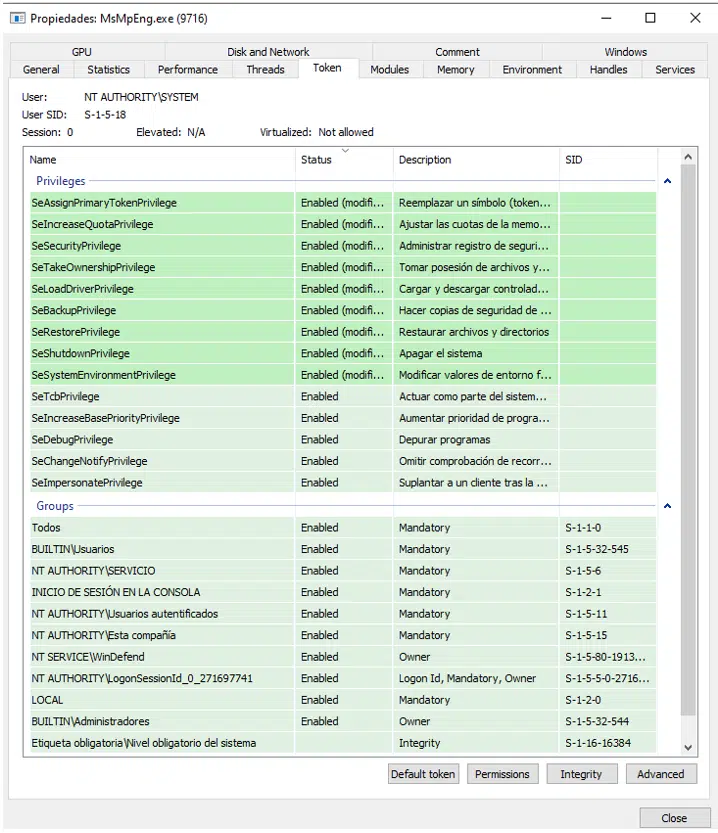 Propiedades: MsMpEng.exe (9716)
GPU Disk and Network Comment Windows
General Statistics Performance Threads Token Modules Memory Environment Handles Services
User: NT AUTHORITY\SYSTEM
User SID: S-1-5-18
Session: 0 Elevated: N/A Virtualized: Not allowed
Name Status Description SID
Privileges
SeAssignPrimaryTokenPrivilege Enabled (modifi... Reemplazar un símbolo (token...
SeIncreaseQuotaPrivilege Enabled (modifi... Ajustar las cuotas de la memo...
SeSecurityPrivilege Enabled (modifi... Administrar registro de seguri...
SeTakeOwnershipPrivilege Enabled (modifi... Tomar posesión de archivos y...
SeLoadDriverPrivilege Enabled (modifi... Cargar y descargar controlad...
SeBackupPrivilege Enabled (modifi... Hacer copias de seguridad de ...
SeRestorePrivilege Enabled (modifi... Restaurar archivos y directorios
SeShutdownPrivilege Enabled (modifi... Apagar el sistema
SeSystemEnvironmentPrivilege Enabled (modifi... Modificar valores de entorno f...
SeTcbPrivilege Enabled Actuar como parte del sistem...
SeIncreaseBasePriorityPrivilege Enabled Aumentar prioridad de progra...
SeDebugPrivilege Enabled Depurar programas
SeChangeNotifyPrivilege Enabled Omitir comprobación de recorr...
SeImpersonatePrivilege Enabled Suplantar a un cliente tras la ...
Groups
Todos Enabled Mandatory S-1-1-0
BUILTIN\Usuarios Enabled Mandatory S-1-5-32-545
NT AUTHORITY\SERVICIO Enabled Mandatory S-1-5-6
INICIO DE SESIÓN EN LA CONSOLA Enabled Mandatory S-1-2-1
NT AUTHORITY\Usuarios autentificados Enabled Mandatory S-1-5-11
NT AUTHORITY\Esta compañía Enabled Mandatory S-1-5-15
NT SERVICE\WinDefend Enabled Owner S-1-5-80-1913...
NT AUTHORITY\LogonSessionId_0_271697741 Enabled Logon Id, Mandatory, Owner S-1-5-5-0-2716...
LOCAL Enabled Mandatory S-1-2-0
BUILTIN\Administradores Enabled Owner S-1-5-32-544
Etiqueta obligatoria\Nivel obligatorio del sistema Integrity S-1-16-16384
Default token Permissions Integrity Advanced
Close